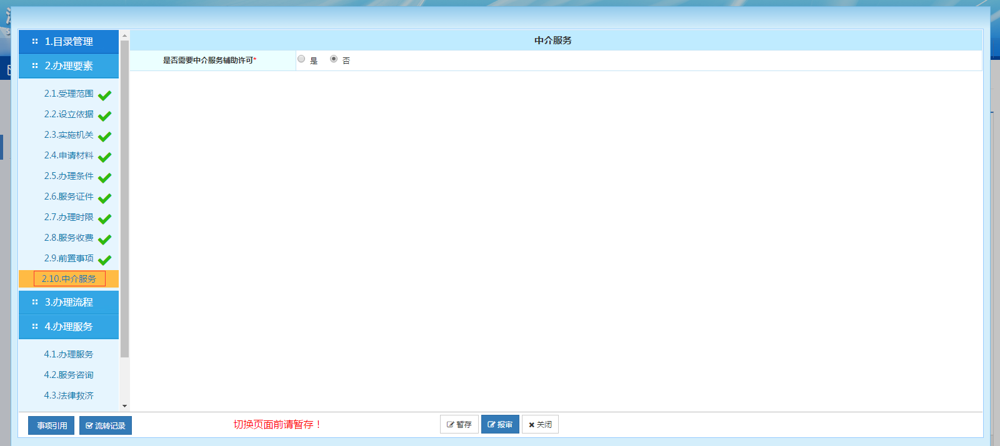 1.目录管理
2.办理要素
2.1.受理范围
2.2.设立依据
2.3.实施机关
2.4.申请材料
2.5.办理条件
2.6.服务证件
2.7.办理时限
2.8.服务收费
2.9.前置事项
2.10.中介服务
3.办理流程
4.办理服务
4.1.办理服务
4.2.服务咨询
4.3.法律救济
中介服务
是否需要中介服务辅助许可* 是 否
事项引用 流转记录 切换页面前请暂存！ 暂存 报审 关闭